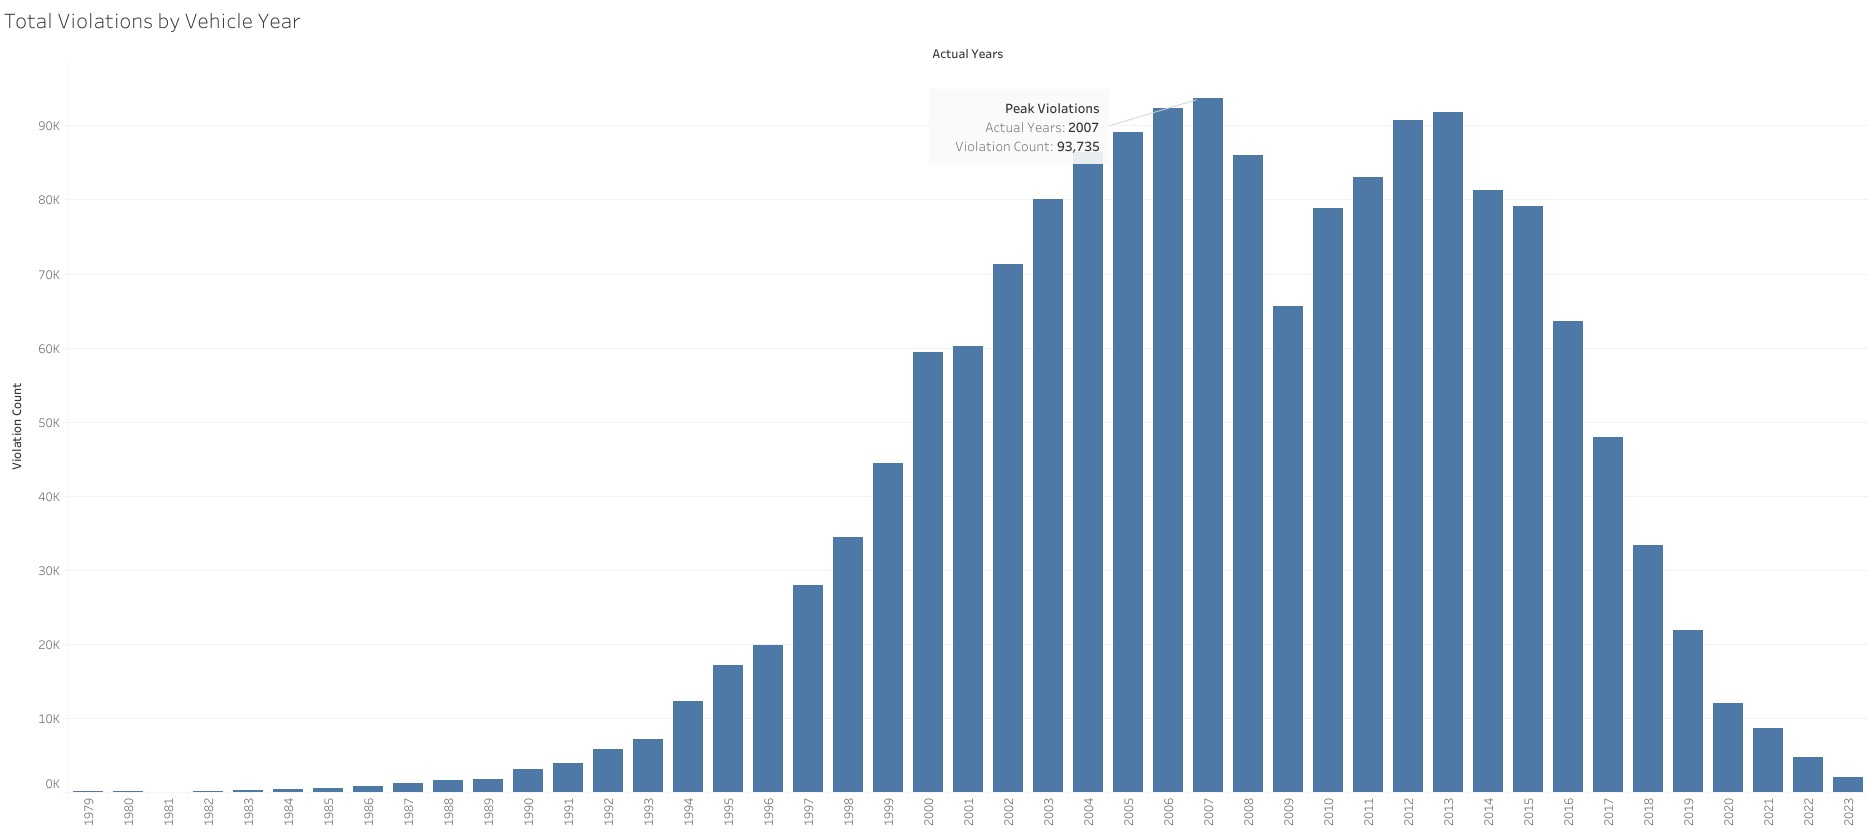 Total Violations by Vehicle Year
Actual Years
Peak Violations
Actual Years: 2007
Violation Count: 93,735
Violation Count
90K
80K
70K
60K
50K
40K
30K
20K
10K
0K
1979
1980
1981
1982
1983
1984
1985
1986
1987
1988
1989
1990
1991
1992
1993
1994
1995
1996
1997
1998
1999
2000
2001
2002
2003
2004
2005
2006
2007
2008
2009
2010
2011
2012
2013
2014
2015
2016
2017
2018
2019
2020
2021
2022
2023